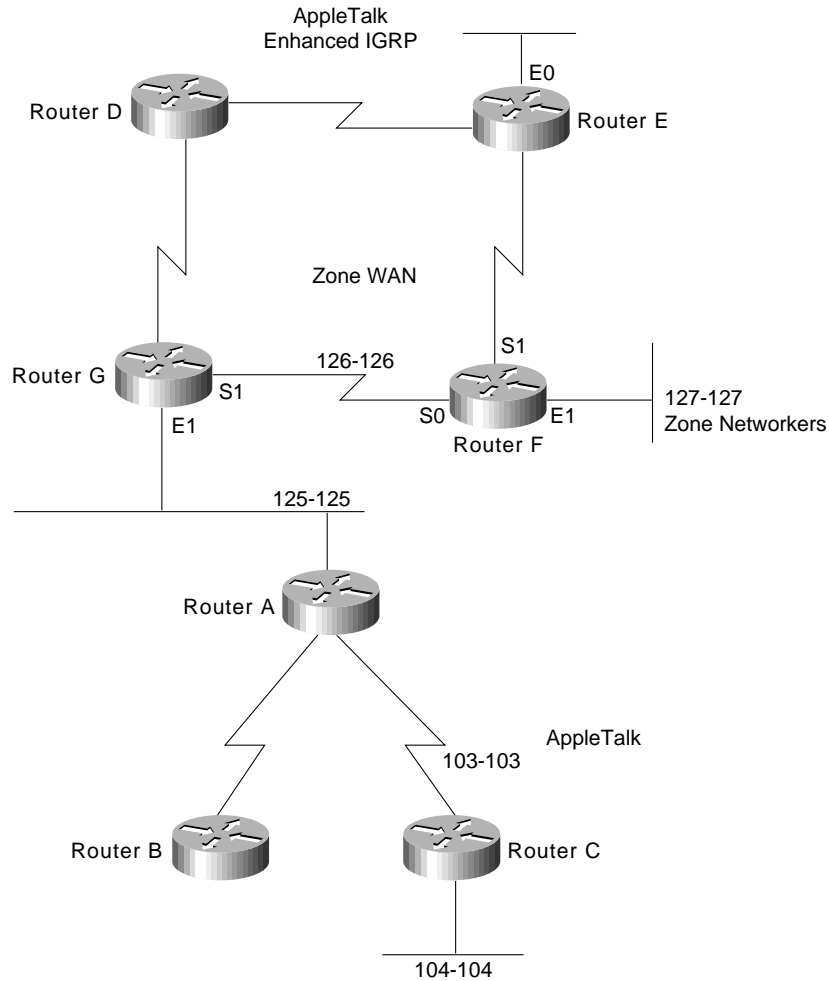 AppleTalk
Enhanced IGRP
E0
Router D
Router E
Zone WAN
S1
126-126
Router G
S1
127-127
Zone Networkers
S0
E1
E1
Router F
125-125
Router A
AppleTalk
103-103
Router B
Router C
104-104